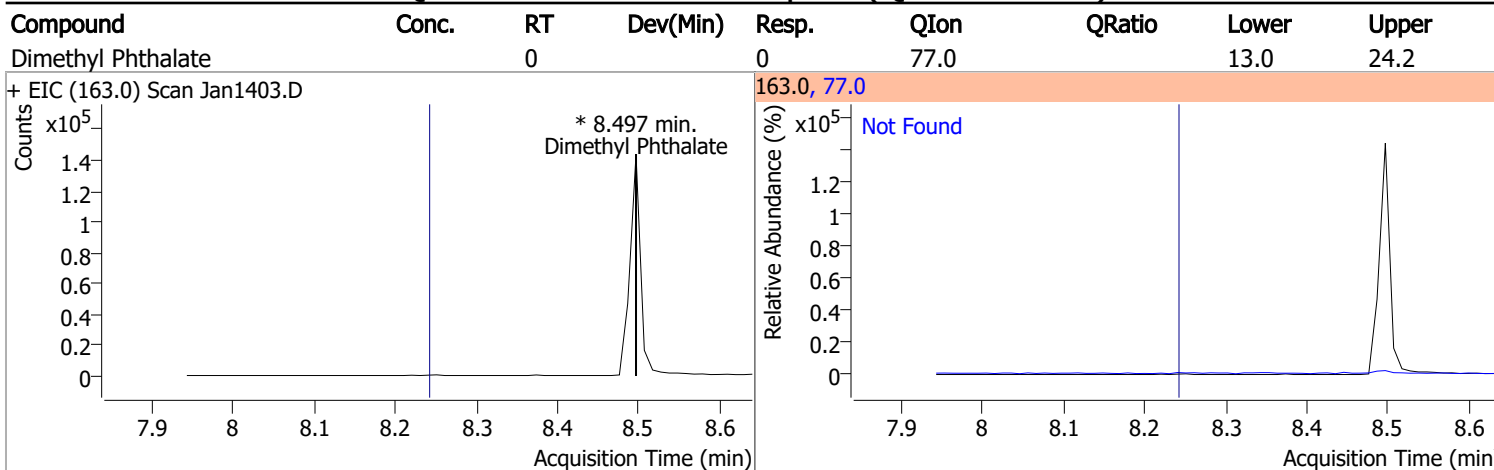 Compound Conc. RT Dev(Min) Resp. QIon QRatio Lower Upper
Dimethyl Phthalate 0 0 77.0 13.0 24.2
+ EIC (163.0) Scan Jan1403.D
Counts
x10⁵
* 8.497 min.
Dimethyl Phthalate
1.4
1.2
1
0.8
0.6
0.4
0.2
0
7.9 8 8.1 8.2 8.3 8.4 8.5 8.6
Acquisition Time (min)
163.0, 77.0
Relative Abundance (%)
x10⁵
Not Found
1.2
1
0.8
0.6
0.4
0.2
0
7.9 8 8.1 8.2 8.3 8.4 8.5 8.6
Acquisition Time (min